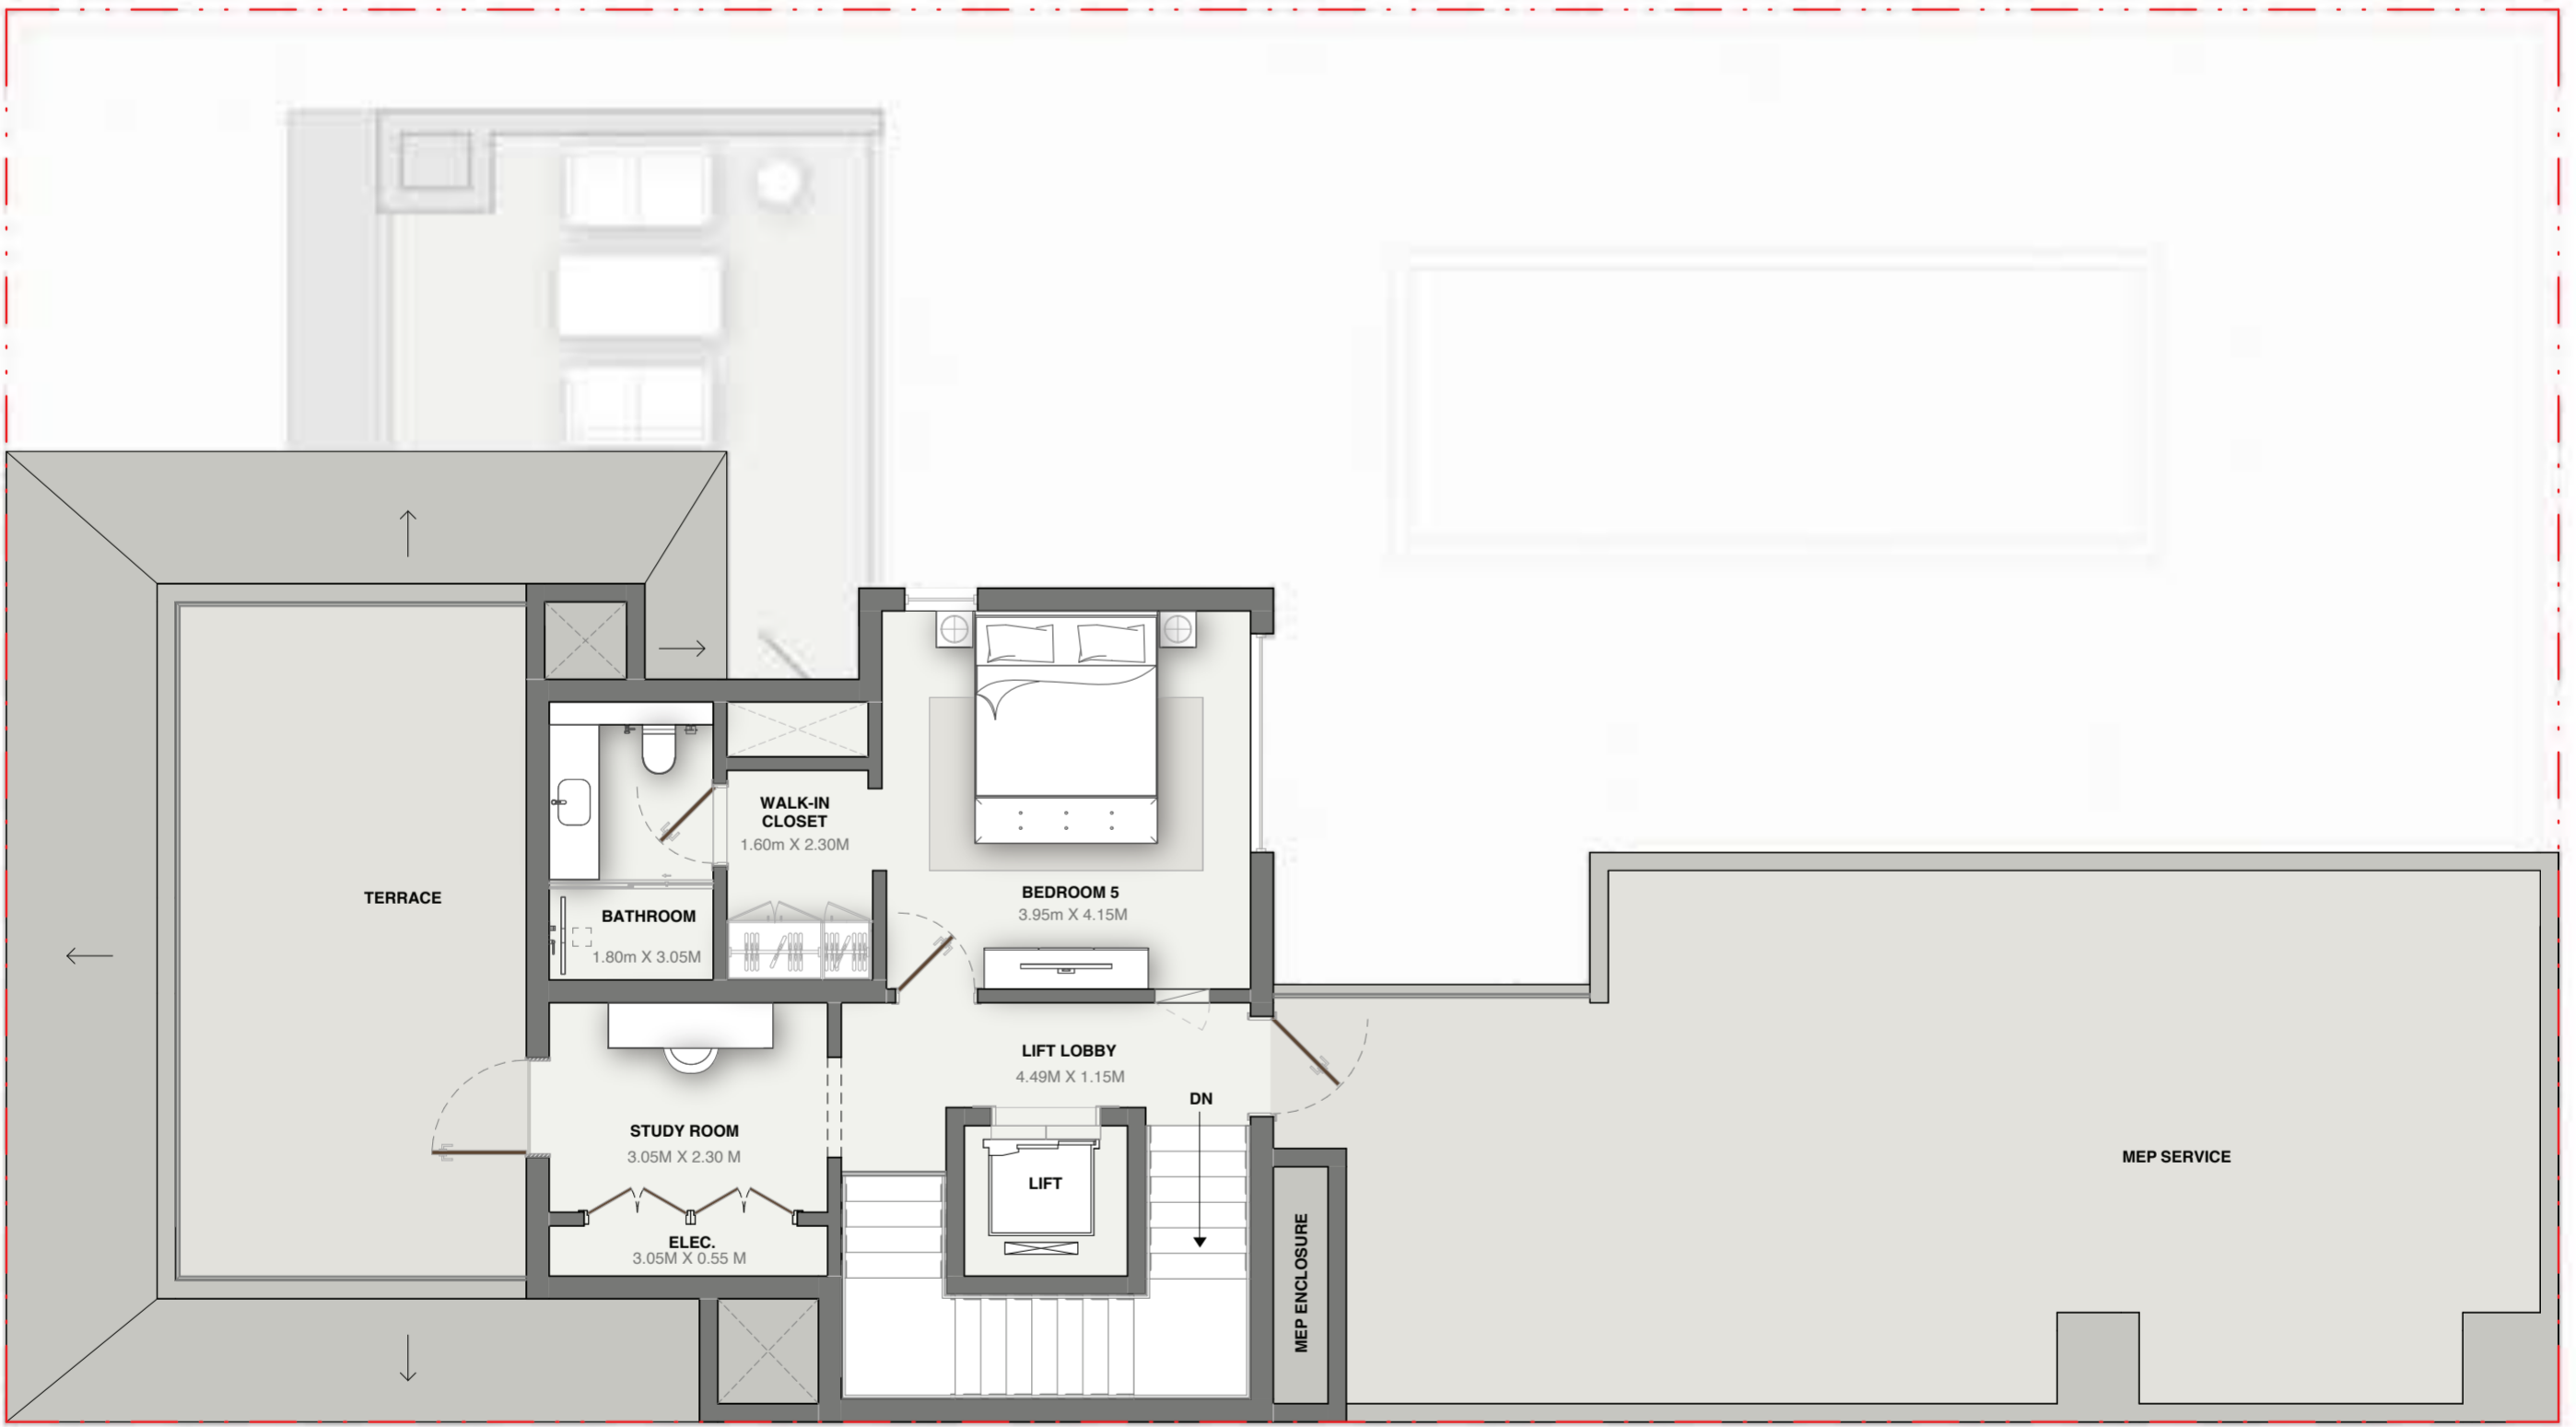 WALK-IN
CLOSET
1.60m X 2.30M
TERRACE
BEDROOM 5
3.95m X 4.15M
BATHROOM
1.80m X 3.05M
LIFT LOBBY
4.49M X 1.15M
DN
STUDY ROOM
3.05M X 2.30 M
MEP SERVICE
LIFT
ELEC.
3.05M X 0.55 M
MEP ENCLOSURE